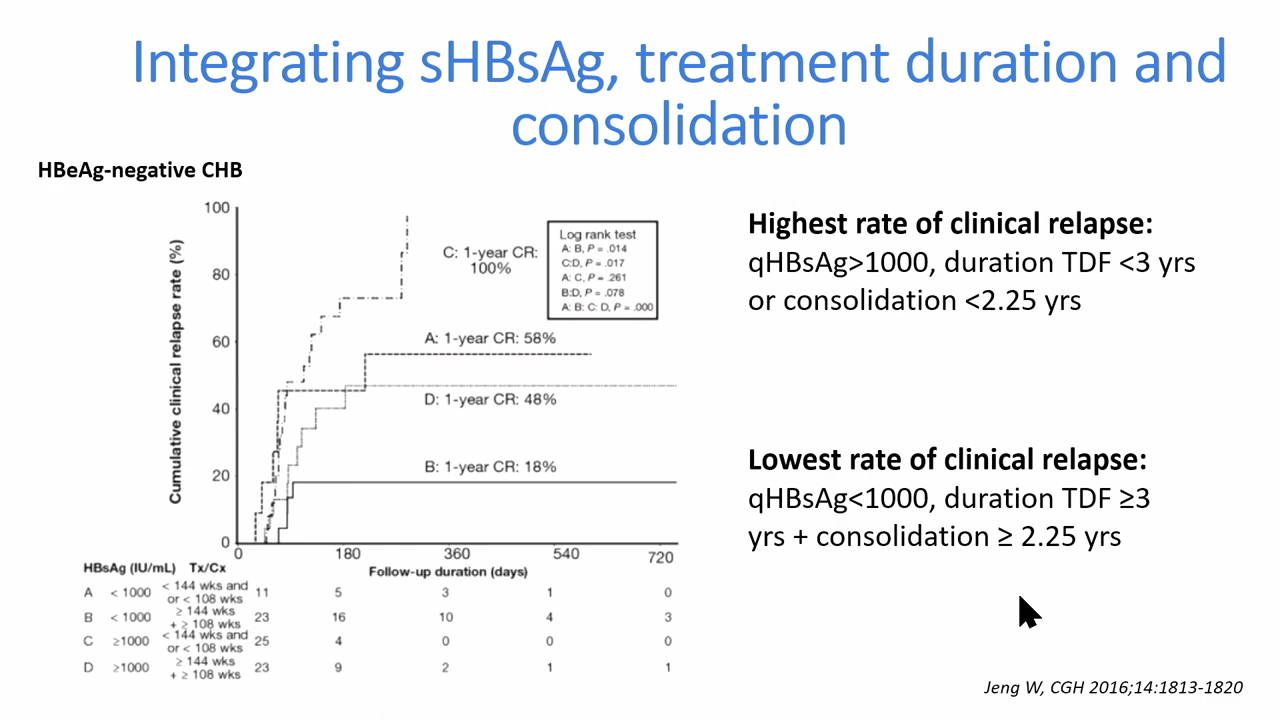 Integrating sHBsAg, treatment duration and
consolidation
HBeAg-negative CHB
Cumulative clinical relapse rate (%)
100
80
60
40
20
0
C: 1-year CR:
100%
Log rank test
A: B, P = .014
C:D, P = .017
A: C, P = .261
B:D, P = .078
A: B: C: D, P = .000
A: 1-year CR: 58%
D: 1-year CR: 48%
B: 1-year CR: 18%
0 180 360 540 720
Follow-up duration (days)
HBsAg (IU/mL) Tx/Cx
A < 1000 < 144 wks and
or < 108 wks 11 5 3 1 0
B < 1000 ≥ 144 wks
+ ≥ 108 wks 23 16 10 4 3
C ≥1000 < 144 wks and
or < 108 wks 25 4 0 0 0
D ≥1000 ≥ 144 wks
+ ≥ 108 wks 23 9 2 1 1
Highest rate of clinical relapse:
qHBsAg>1000, duration TDF <3 yrs
or consolidation <2.25 yrs
Lowest rate of clinical relapse:
qHBsAg<1000, duration TDF ≥3
yrs + consolidation ≥ 2.25 yrs
Jeng W, CGH 2016;14:1813-1820